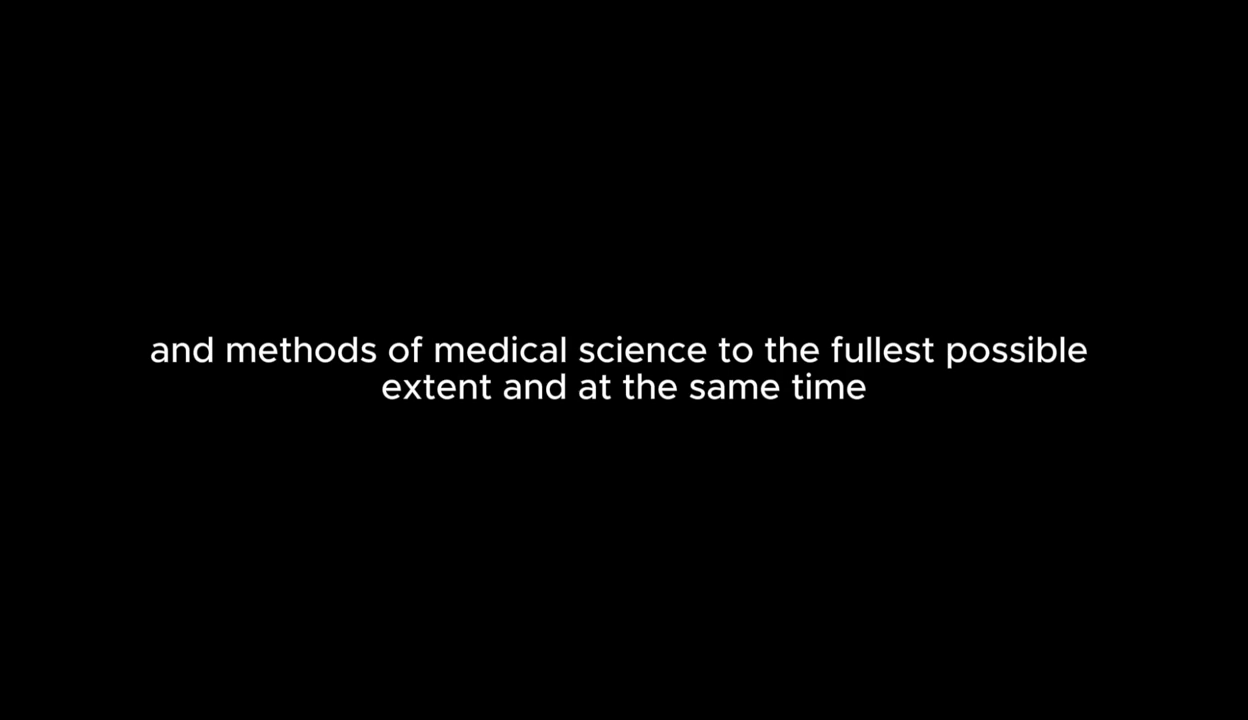 and methods of medical science to the fullest possible
extent and at the same time